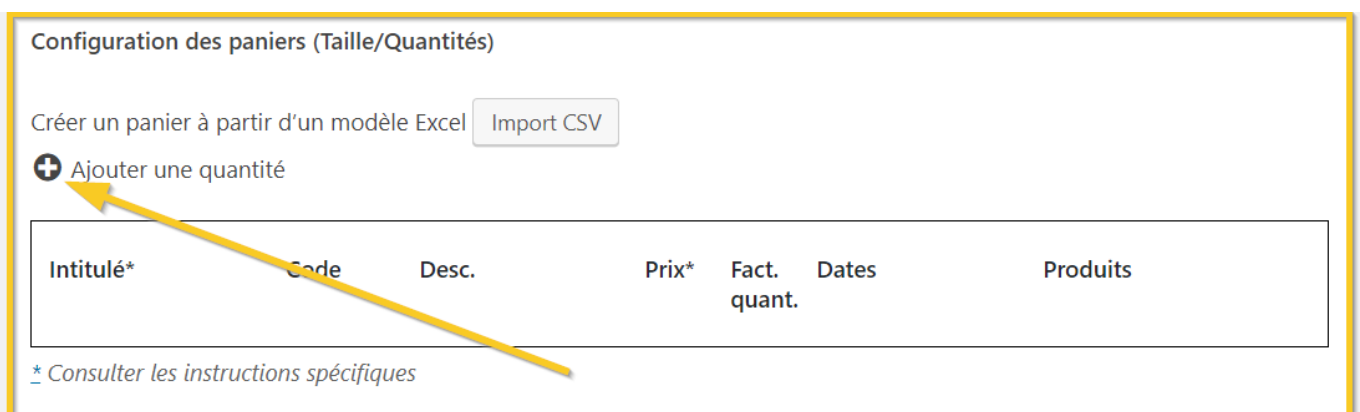 Configuration des paniers (Taille/Quantités)
Créer un panier à partir d'un modèle Excel Import CSV
Ajouter une quantité
Intitulé* Code Desc. Prix* Fact. quant. Dates Produits
* Consulter les instructions spécifiques